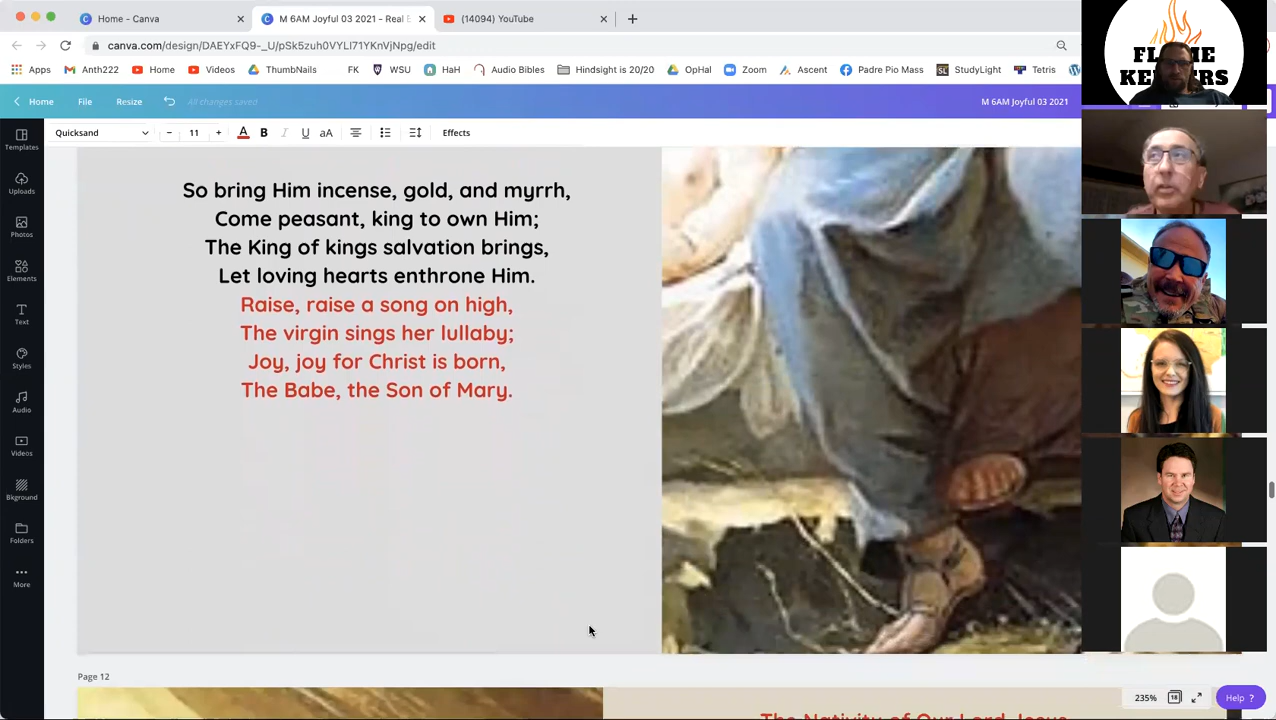 Home - Canva
M 6AM Joyful 03 2021 - Real E
(14094) YouTube
canva.com/design/DAEYxFQ9-_U/pSk5zuh0VYLl71YKnVjNpg/edit
Apps
Anth222
Home
Videos
ThumbNails
FK
WSU
HaH
Audio Bibles
Hindsight is 20/20
OpHal
Zoom
Ascent
Padre Pio Mass
StudyLight
Tetris
Home
File
Resize
All changes saved
M 6AM Joyful 03 2021
Quicksand
11
Effects
Templates
Uploads
Photos
Elements
Text
Styles
Audio
Videos
Bkground
Folders
More
So bring Him incense, gold, and myrrh,
Come peasant, king to own Him;
The King of kings salvation brings,
Let loving hearts enthrone Him.
Raise, raise a song on high,
The virgin sings her lullaby;
Joy, joy for Christ is born,
The Babe, the Son of Mary.
Page 12
The Nativity of Our Lord Jesus
235%
18
Help ?